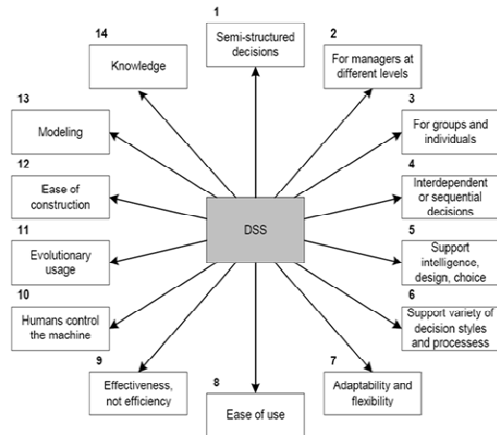 1
Semi-structured
decisions
2
For managers at
different levels
3
For groups and
individuals
4
Interdependent
or sequential
decisions
5
Support
intelligence,
design, choice
6
Support variety of
decision styles
and processess
7
Adaptability and
flexibility
8
Ease of use
9
Effectiveness,
not efficiency
10
Humans control
the machine
11
Evolutionary
usage
12
Ease of
construction
13
Modeling
14
Knowledge
DSS